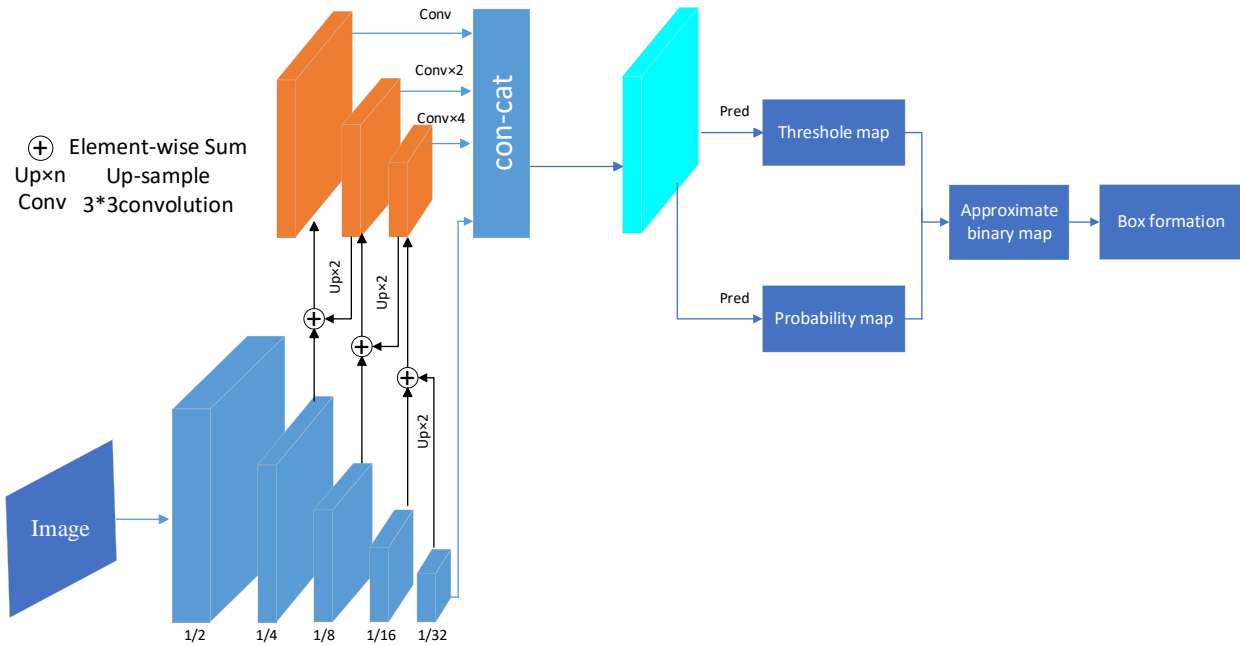 Conv
Conv×2
Conv×4
con-cat
⊕ Element-wise Sum
Up×n Up-sample
Conv 3*3convolution
Up×2
Up×2
Up×2
Pred
Threshole map
Pred
Probability map
Approximate
binary map
Box formation
Image
1/2
1/4
1/8
1/16
1/32